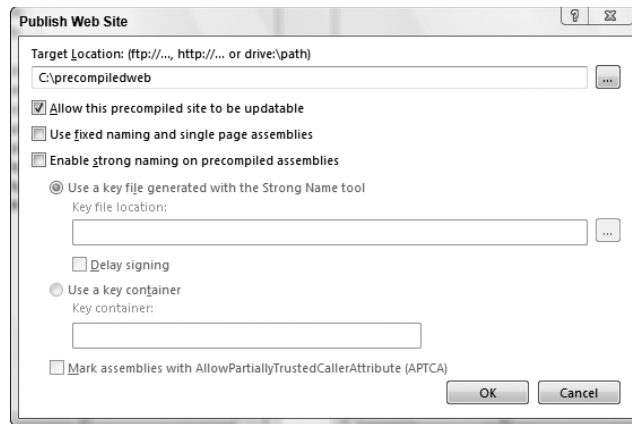 Publish Web Site
Target Location: (ftp://..., http://... or drive:\path)
C:\precompiledweb
...
Allow this precompiled site to be updatable
Use fixed naming and single page assemblies
Enable strong naming on precompiled assemblies
Use a key file generated with the Strong Name tool
Key file location:
...
Delay signing
Use a key container
Key container:
Mark assemblies with AllowPartiallyTrustedCallerAttribute (APTCA)
OK Cancel